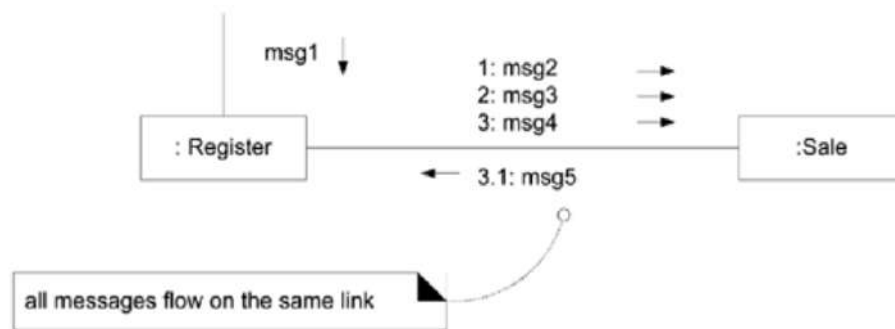 msg1
1: msg2
2: msg3
3: msg4
: Register
:Sale
3.1: msg5
all messages flow on the same link